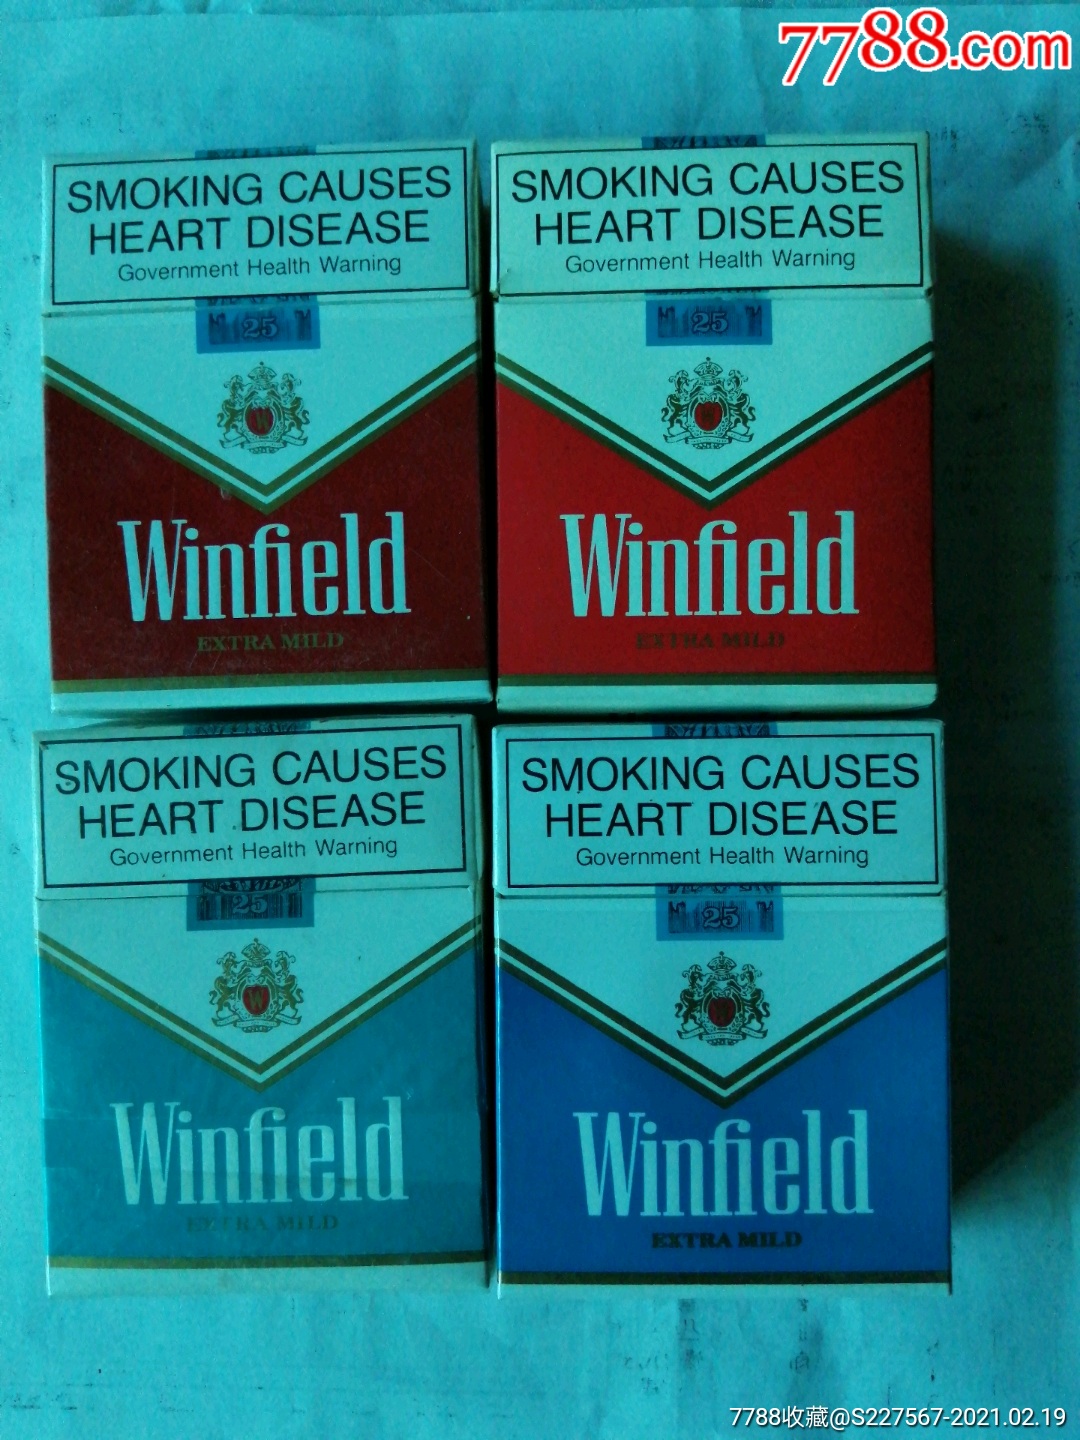 7788.com
SMOKING CAUSES
HEART DISEASE
Government Health Warning
25
W
Winfield
EXTRA MILD
SMOKING CAUSES
HEART DISEASE
Government Health Warning
25
W
Winfield
EXTRA MILD
SMOKING CAUSES
HEART DISEASE
Government Health Warning
25
W
Winfield
EXTRA MILD
SMOKING CAUSES
HEART DISEASE
Government Health Warning
25
W
Winfield
EXTRA MILD
7788收藏@S227567-2021.02.19